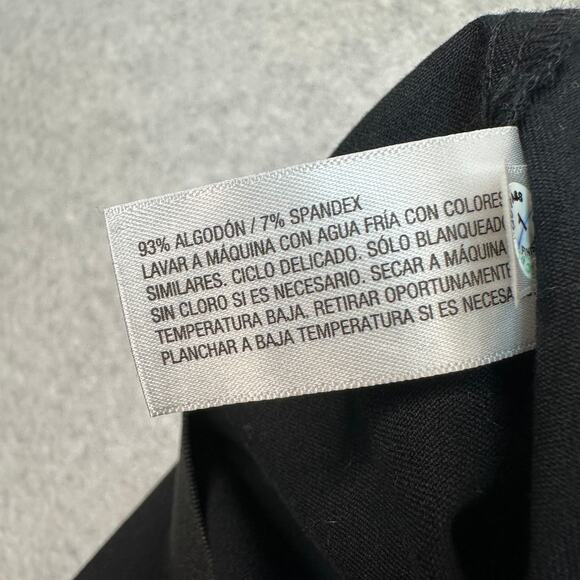 93% ALGODÓN / 7% SPANDEX
LAVAR A MÁQUINA CON AGUA FRÍA CON COLORES
SIMILARES. CICLO DELICADO. SÓLO BLANQUEADO
SIN CLORO SI ES NECESARIO. SECAR A MÁQUINA
TEMPERATURA BAJA. RETIRAR OPORTUNAMENTE
PLANCHAR A BAJA TEMPERATURA SI ES NECESA